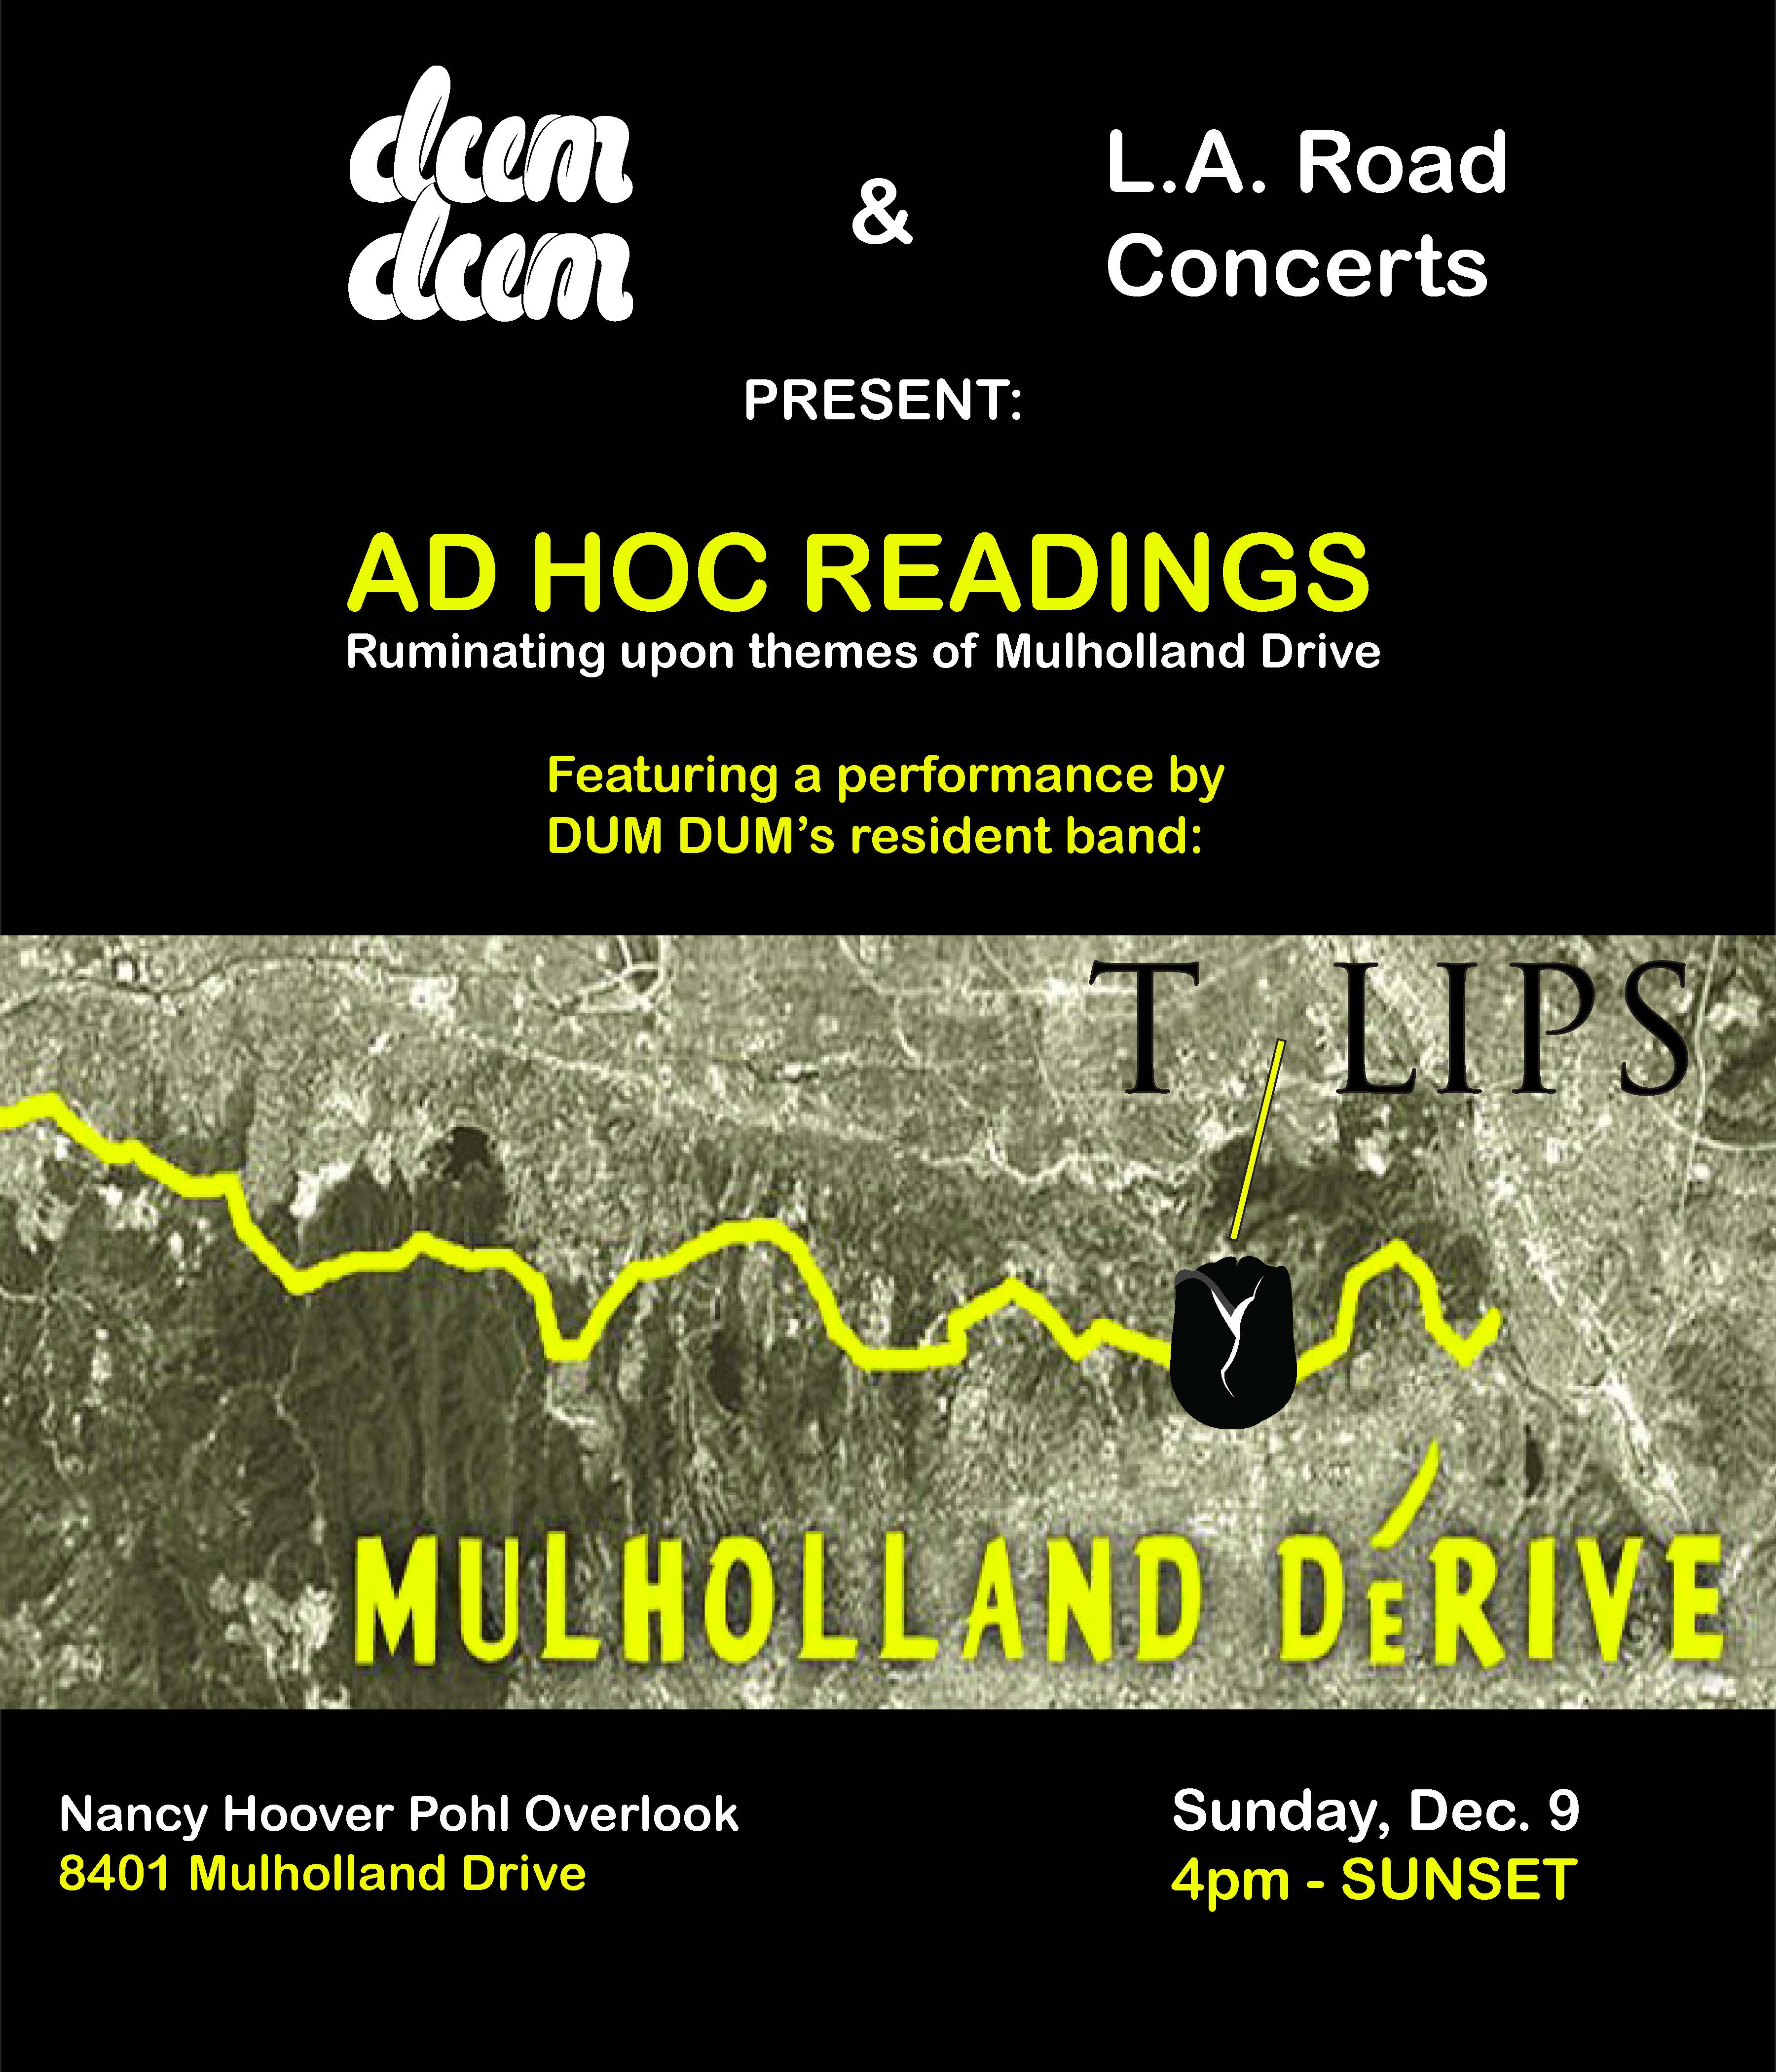 dum
dum
&
L.A. Road
Concerts
PRESENT:
AD HOC READINGS
Ruminating upon themes of Mulholland Drive
Featuring a performance by
DUM DUM’s resident band:
T LIPS
MULHOLLAND DÉRIVE
Nancy Hoover Pohl Overlook
8401 Mulholland Drive
Sunday, Dec. 9
4pm - SUNSET